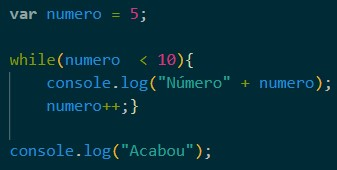 var numero = 5;
while(numero  < 10){
console.log("Número" + numero);
numero++;}
console.log("Acabou");